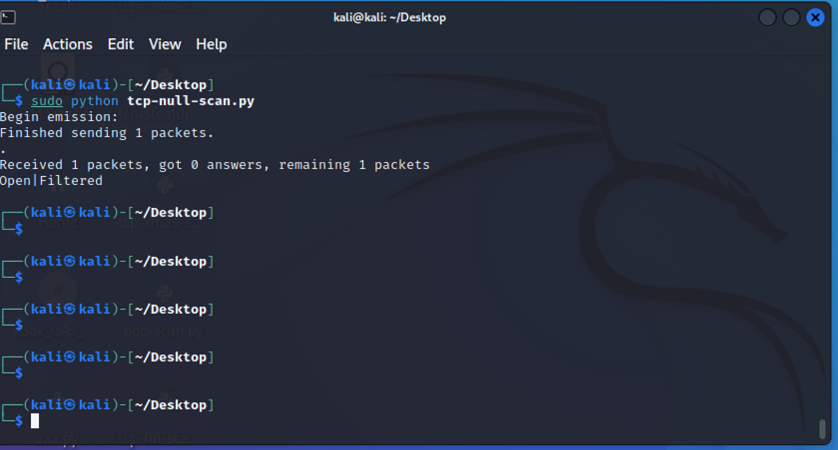 kali@kali: ~/Desktop
File Actions Edit View Help
┌──(kali㉿kali)-[~/Desktop]
└─$ sudo python tcp-null-scan.py
Begin emission:
Finished sending 1 packets.
.
Received 1 packets, got 0 answers, remaining 1 packets
Open|Filtered
┌──(kali㉿kali)-[~/Desktop]
└─$
┌──(kali㉿kali)-[~/Desktop]
└─$
┌──(kali㉿kali)-[~/Desktop]
└─$
┌──(kali㉿kali)-[~/Desktop]
└─$
┌──(kali㉿kali)-[~/Desktop]
└─$